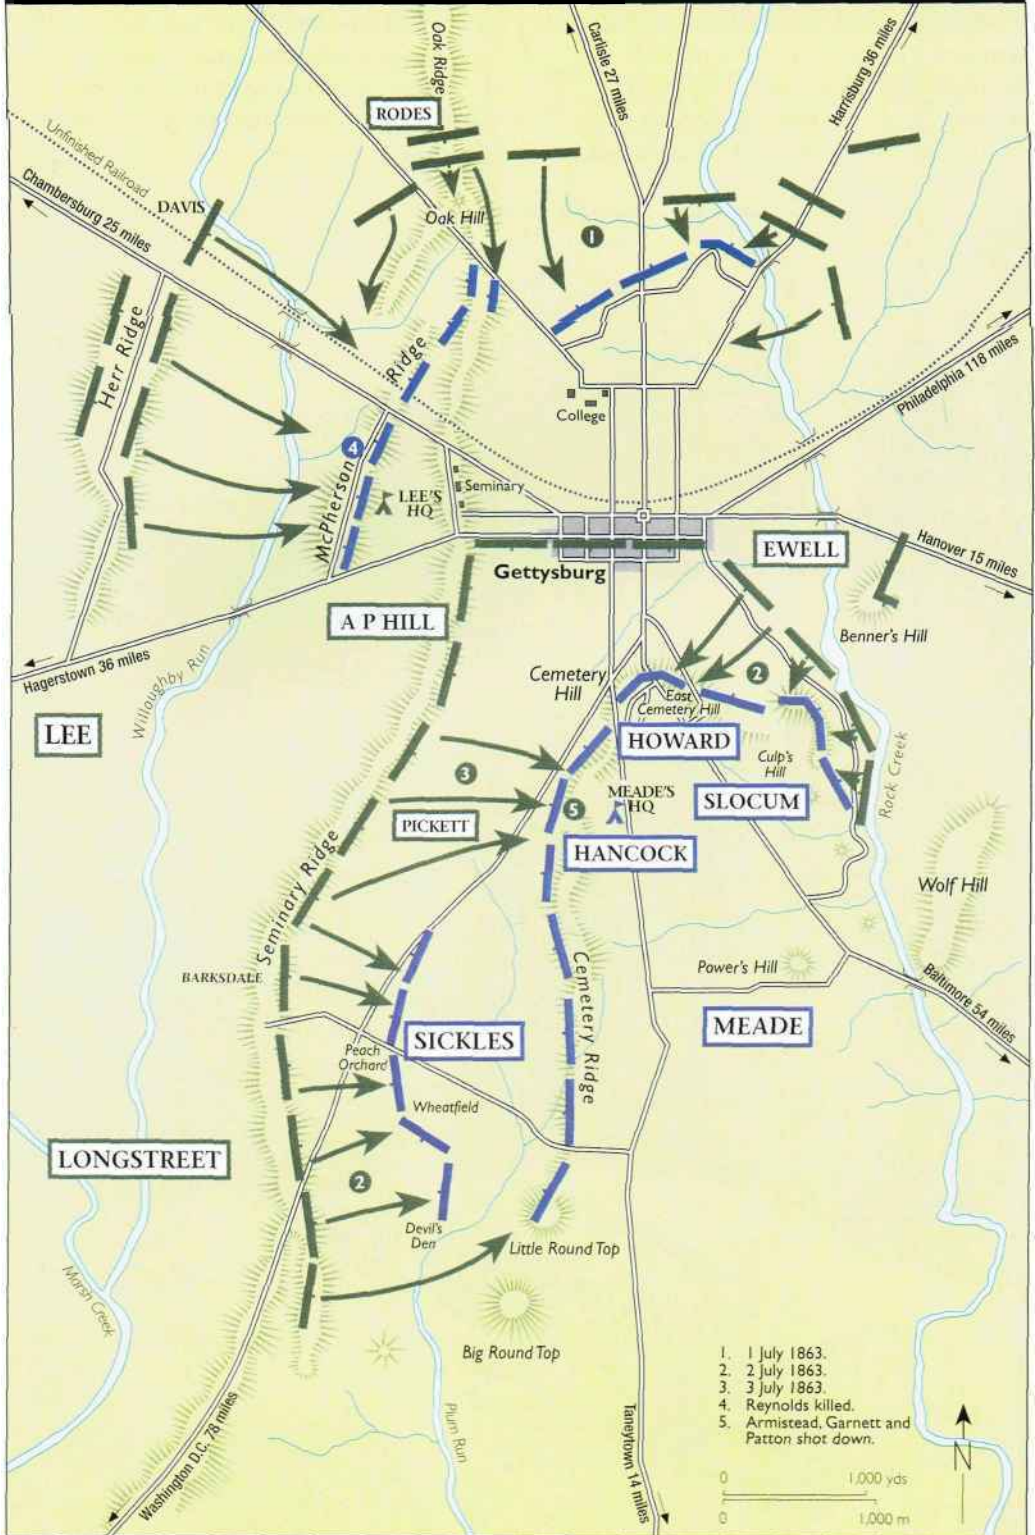 Oak Ridge
Carlisle 27 miles
Harrisburg 36 miles
RODES
Unfinished Railroad
Chambersburg 25 miles
DAVIS
Oak Hill
1
Herr Ridge
Ridge
Philadelphia 118 miles
College
4
McPherson
LEE'S
HQ
Seminary
EWELL
Hanover 15 miles
Gettysburg
A P HILL
Benner's Hill
Hagerstown 36 miles
Willoughby Run
Cemetery
Hill
2
East
Cemetery Hill
LEE
HOWARD
Culp's
Hill
Rock Creek
3
MEADE'S
HQ
SLOCUM
5
PICKETT
HANCOCK
Seminary Ridge
Wolf Hill
BARKSDALE
Cemetery Ridge
Power's Hill
Baltimore 54 miles
SICKLES
MEADE
Peach
Orchard
Wheatfield
LONGSTREET
2
Devil's
Den
Little Round Top
Marsh Creek
Big Round Top
Plum Run
Washington D.C. 78 miles
Taneytown 14 miles
1. 1 July 1863.
2. 2 July 1863.
3. 3 July 1863.
4. Reynolds killed.
5. Armistead, Garnett and
Patton shot down.
N
0 1,000 yds
0 1,000 m